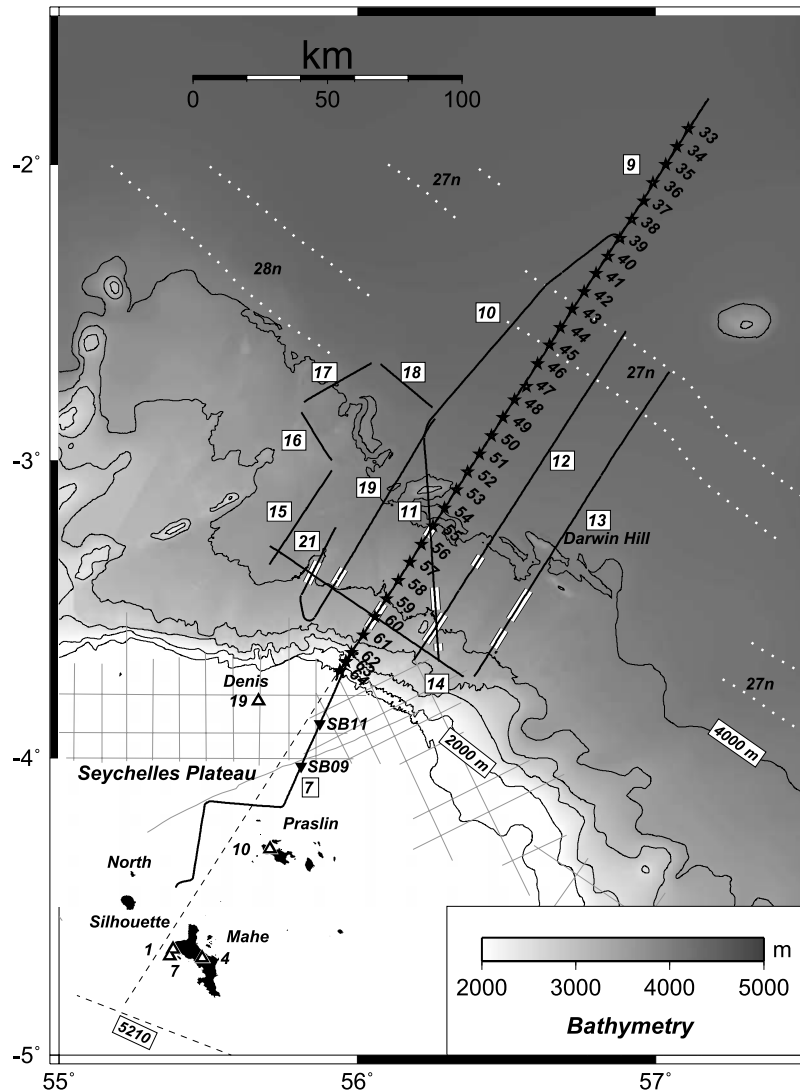 km
0 50 100
-2°
-3°
-4°
-5°
55°
56°
57°
33
34
35
36
37
38
39
40
41
42
43
44
45
46
47
48
49
50
51
52
53
54
55
56
57
58
59
60
61
62
63
64
9
27n
28n
10
17
18
27n
16
12
19
15
11
13
21
Darwin Hill
14
27n
Denis
19
SB11
4000 m
2000 m
Seychelles Plateau
SB09
7
Praslin
10
North
Silhouette
Mahe
1
7
4
5210
m
2000 3000 4000 5000
Bathymetry